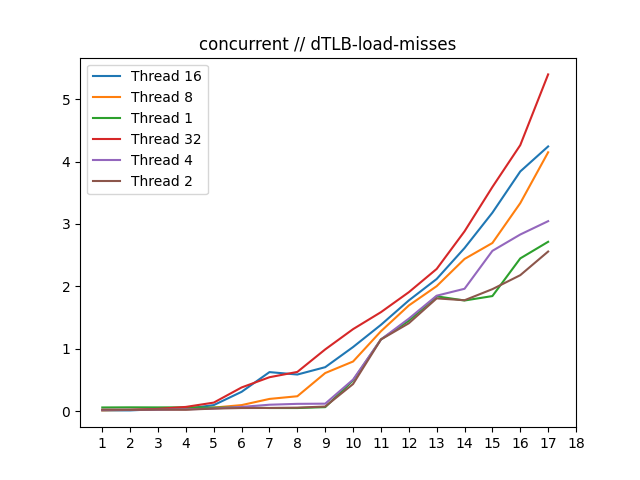 concurrent // dTLB-load-misses
Thread 16
Thread 8
Thread 1
Thread 32
Thread 4
Thread 2
5
4
3
2
1
0
1 2 3 4 5 6 7 8 9 10 11 12 13 14 15 16 17 18